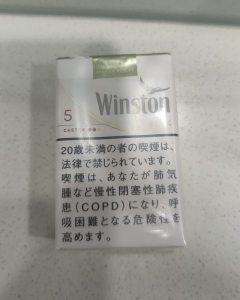 Winston
5
CASTER
20歳未満の者の喫煙は、
法律で禁じられています。
喫煙は、あなたが肺気
腫など慢性閉塞性肺疾
患(COPD)になり、呼
吸困難となる危険性を
高めます。